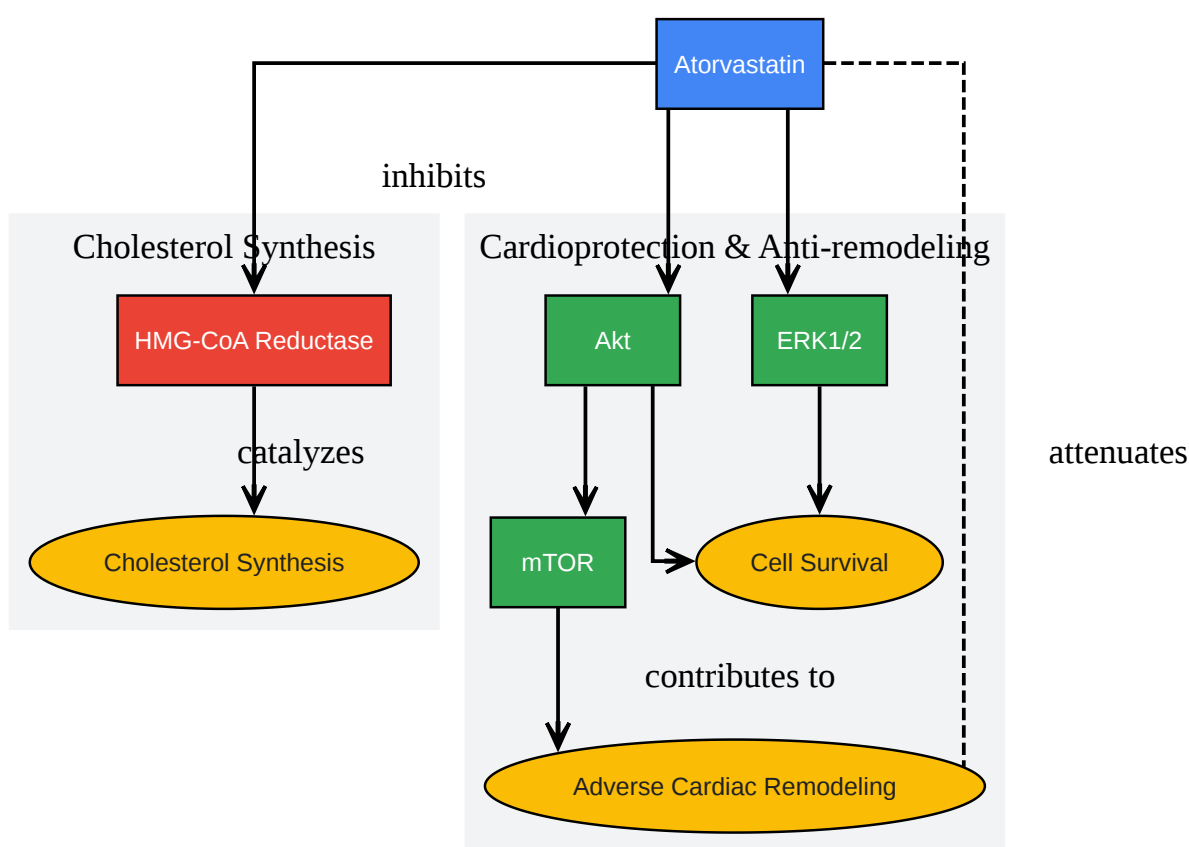 Atorvastatin
inhibits
Cholesterol Synthesis
Cardioprotection & Anti-remodeling
HMG-CoA Reductase
Akt
ERK1/2
catalyzes
attenuates
Cholesterol Synthesis
mTOR
Cell Survival
contributes to
Adverse Cardiac Remodeling